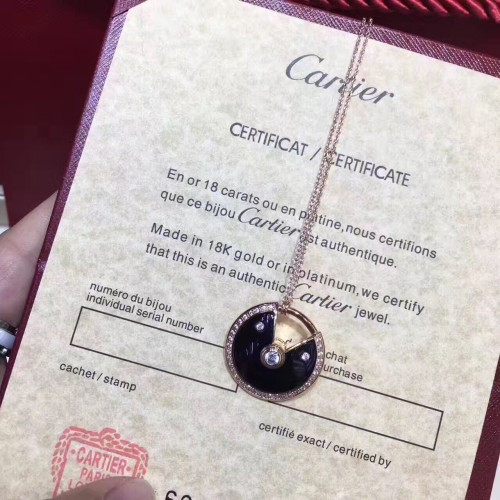 Cartier
CERTIFICAT / CERTIFICATE
En or 18 carats ou en platine, nous certifions
que ce bijou Cartier est authentique.
Made in 18K gold or in platinum, we certify
that this is an authentic Cartier jewel.
numéro du bijou
individual serial number
chat
urchase
cachet / stamp
certifié exact / certified by
CARTIER
PARIS